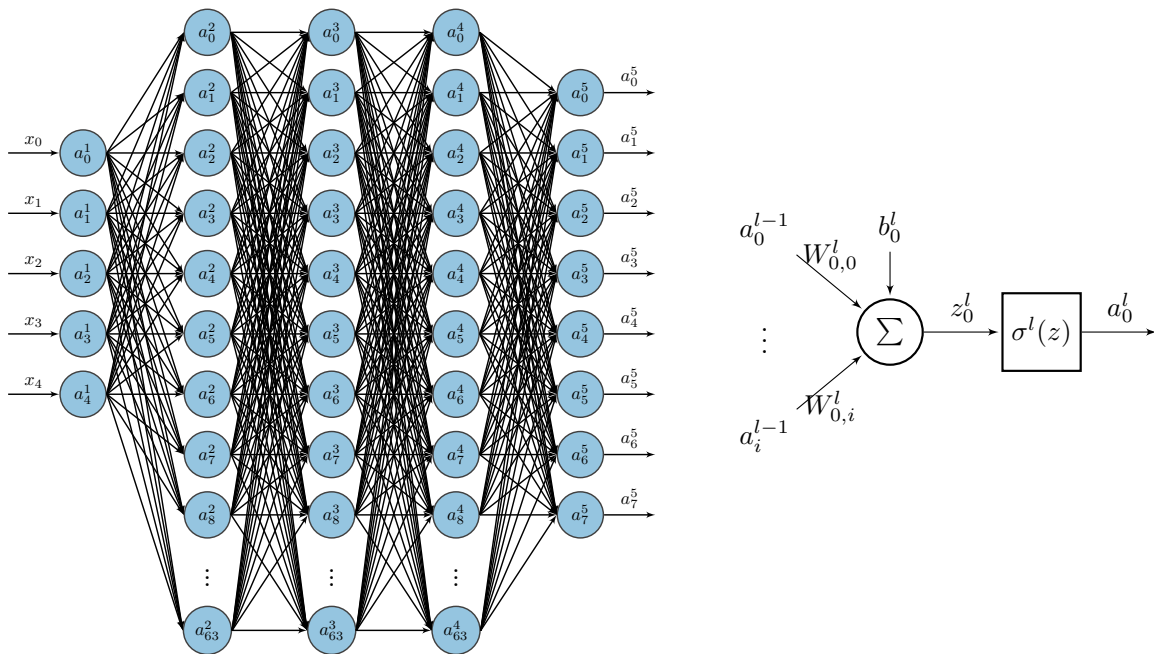 x_0
x_1
x_2
x_3
x_4
a_0^1
a_1^1
a_2^1
a_3^1
a_4^1
a_0^2
a_1^2
a_2^2
a_3^2
a_4^2
a_5^2
a_6^2
a_7^2
a_8^2
⋮
a_{63}^2
a_0^3
a_1^3
a_2^3
a_3^3
a_4^3
a_5^3
a_6^3
a_7^3
a_8^3
⋮
a_{63}^3
a_0^4
a_1^4
a_2^4
a_3^4
a_4^4
a_5^4
a_6^4
a_7^4
a_8^4
⋮
a_{63}^4
a_0^5
a_1^5
a_2^5
a_3^5
a_4^5
a_5^5
a_6^5
a_7^5
a_0^5
a_1^5
a_2^5
a_3^5
a_4^5
a_5^5
a_6^5
a_7^5
a_0^{l-1}
W_{0,0}^l
⋮
W_{0,i}^l
a_i^{l-1}
b_0^l
∑
z_0^l
σ^l(z)
a_0^l